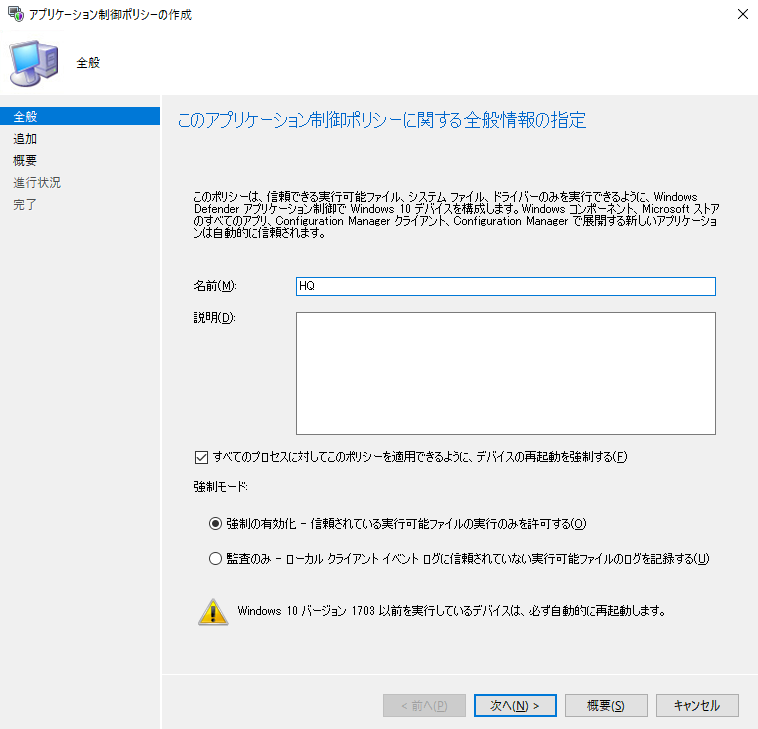 アプリケーション制御ポリシーの作成
全般
全般
追加
概要
進行状況
完了
このアプリケーション制御ポリシーに関する全般情報の指定
このポリシーは、信頼できる実行可能ファイル、システム ファイル、ドライバーのみを実行できるように、Windows
Defender アプリケーション制御で Windows 10 デバイスを構成します。Windows コンポーネント、Microsoft ストア
のすべてのアプリ、Configuration Manager クライアント、Configuration Manager で展開する新しいアプリケーショ
ンは自動的に信頼されます。
名前(M):
HQ
説明(D):
すべてのプロセスに対してこのポリシーを適用できるように、デバイスの再起動を強制する(F)
強制モード:
強制の有効化 - 信頼されている実行可能ファイルの実行のみを許可する(O)
監査のみ - ローカル クライアント イベント ログに信頼されていない実行可能ファイルのログを記録する(U)
Windows 10 バージョン 1703 以前を実行しているデバイスは、必ず自動的に再起動します。
< 前へ(P)
次へ(N) >
概要(S)
キャンセル